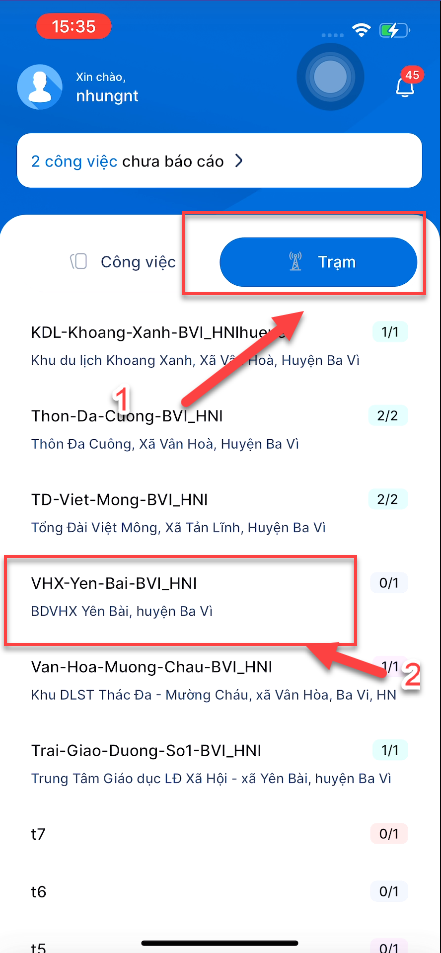 15:35
Xin chào,
nhungnt
45
2 công việc chưa báo cáo
Công việc
Trạm
KDL-Khoang-Xanh-BVI_HNIhuen
1/1
Khu du lịch Khoang Xanh, Xã Vân Hoà, Huyện Ba Vì
1
Thon-Da-Cuong-BVI_HNI
2/2
Thôn Đa Cuông, Xã Vân Hoà, Huyện Ba Vì
TD-Viet-Mong-BVI_HNI
2/2
Tổng Đài Việt Mông, Xã Tản Lĩnh, Huyện Ba Vì
VHX-Yen-Bai-BVI_HNI
0/1
BDVHX Yên Bài, huyện Ba Vì
Van-Hoa-Muong-Chau-BVI_HNI
1/1
2
Khu DLST Thác Đa - Mường Cháu, xã Vân Hòa, Ba Vi, HN
Trai-Giao-Duong-So1-BVI_HNI
1/1
Trung Tâm Giáo dục LĐ Xã Hội - xã Yên Bài, huyện Ba Vì
t7
0/1
t6
0/1
t5
0/1